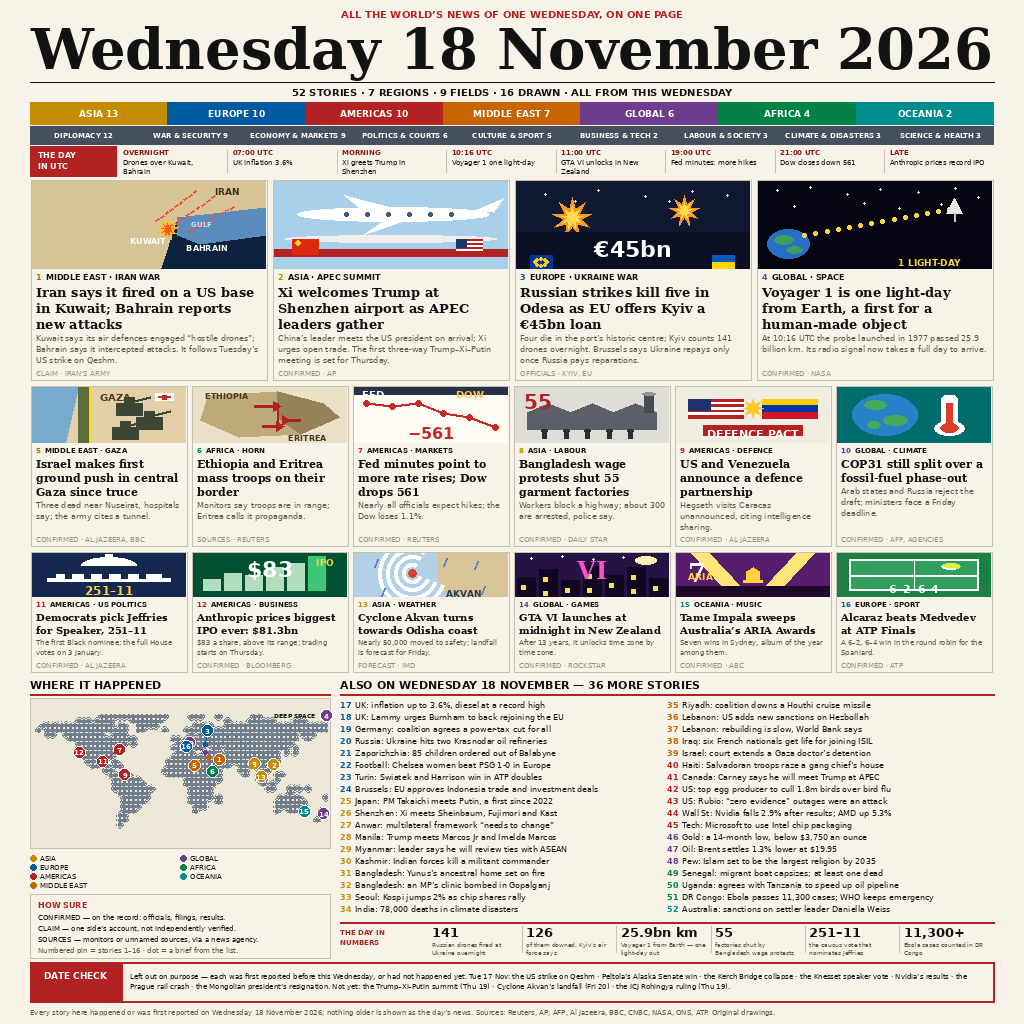 ALL THE WORLD'S NEWS OF ONE WEDNESDAY, ON ONE PAGE
Wednesday 18 November 2026
52 STORIES · 7 REGIONS · 9 FIELDS · 16 DRAWN · ALL FROM THIS WEDNESDAY
ASIA 13
EUROPE 10
AMERICAS 10
MIDDLE EAST 7
GLOBAL 6
AFRICA 4
OCEANIA 2
DIPLOMACY 12
WAR & SECURITY 9
ECONOMY & MARKETS 9
POLITICS & COURTS 6
CULTURE & SPORT 5
BUSINESS & TECH 2
LABOUR & SOCIETY 3
CLIMATE & DISASTERS 3
SCIENCE & HEALTH 3
THE DAY
IN UTC
OVERNIGHT
Drones over Kuwait,
Bahrain
07:00 UTC
UK inflation 3.6%
MORNING
Xi greets Trump in
Shenzhen
10:16 UTC
Voyager 1 one light-day
11:00 UTC
GTA VI unlocks in New
Zealand
19:00 UTC
Fed minutes: more hikes
21:00 UTC
Dow closes down 561
LATE
Anthropic prices record IPO
IRAN
GULF
KUWAIT
BAHRAIN
1 MIDDLE EAST · IRAN WAR
Iran says it fired on a US base
in Kuwait; Bahrain reports
new attacks
Kuwait says its air defences engaged "hostile drones";
Bahrain says it intercepted attacks. It follows Tuesday's
US strike on Qeshm.
CLAIM · IRAN'S ARMY
2 ASIA · APEC SUMMIT
Xi welcomes Trump at
Shenzhen airport as APEC
leaders gather
China's leader meets the US president on arrival; Xi
urges open trade. The first three-way Trump–Xi–Putin
meeting is set for Thursday.
CONFIRMED · AP
€45bn
3 EUROPE · UKRAINE WAR
Russian strikes kill five in
Odesa as EU offers Kyiv a
€45bn loan
Four die in the port's historic centre; Kyiv counts 141
drones overnight. Brussels says Ukraine repays only
once Russia pays reparations.
OFFICIALS · KYIV, EU
1 LIGHT-DAY
4 GLOBAL · SPACE
Voyager 1 is one light-day
from Earth, a first for a
human-made object
At 10:16 UTC the probe launched in 1977 passed 25.9
billion km. Its radio signal now takes a full day to arrive.
CONFIRMED · NASA
GAZA
5 MIDDLE EAST · GAZA
Israel makes first
ground push in central
Gaza since truce
Three dead near Nuseirat, hospitals
say; the army cites a tunnel.
CONFIRMED · AL JAZEERA, BBC
ETHIOPIA
ERITREA
6 AFRICA · HORN
Ethiopia and Eritrea
mass troops on their
border
Monitors say troops are in range;
Eritrea calls it propaganda.
SOURCES · REUTERS
FED
DOW
−561
7 AMERICAS · MARKETS
Fed minutes point to
more rate rises; Dow
drops 561
Nearly all officials expect hikes; the
Dow loses 1.1%.
CONFIRMED · REUTERS
55
8 ASIA · LABOUR
Bangladesh wage
protests shut 55
garment factories
Workers block a highway; about 300
are arrested, police say.
CONFIRMED · DAILY STAR
DEFENCE PACT
9 AMERICAS · DEFENCE
US and Venezuela
announce a defence
partnership
Hegseth visits Caracas
unannounced, citing intelligence
sharing.
CONFIRMED · AL JAZEERA
10 GLOBAL · CLIMATE
COP31 still split over a
fossil-fuel phase-out
Arab states and Russia reject the
draft; ministers face a Friday
deadline.
CONFIRMED · AFP, AGENCIES
251–11
11 AMERICAS · US POLITICS
Democrats pick Jeffries
for Speaker, 251–11
The first Black nominee; the full House
votes on 3 January.
CONFIRMED · AL JAZEERA
$83
IPO
12 AMERICAS · BUSINESS
Anthropic prices biggest
IPO ever: $81.3bn
$83 a share, above its range; trading
starts on Thursday.
CONFIRMED · BLOOMBERG
AKVAN
13 ASIA · WEATHER
Cyclone Akvan turns
towards Odisha coast
Nearly 50,000 moved to safety; landfall
is forecast for Friday.
FORECAST · IMD
VI
14 GLOBAL · GAMES
GTA VI launches at
midnight in New Zealand
After 13 years, it unlocks time zone by
time zone.
CONFIRMED · ROCKSTAR
7
ARIA
15 OCEANIA · MUSIC
Tame Impala sweeps
Australia's ARIA Awards
Seven wins in Sydney, album of the year
among them.
CONFIRMED · ABC
6-2 6-4
16 EUROPE · SPORT
Alcaraz beats Medvedev
at ATP Finals
A 6–2, 6–4 win in the round robin for the
Spaniard.
CONFIRMED · ATP
WHERE IT HAPPENED
DEEP SPACE 4
3
16
12
7
11
9
5
1
6
9
2
13
15
14
ASIA
EUROPE
AMERICAS
MIDDLE EAST
GLOBAL
AFRICA
OCEANIA
HOW SURE
CONFIRMED — on the record: officials, filings, results.
CLAIM — one side's account, not independently verified.
SOURCES — monitors or unnamed sources, via a news agency.
Numbered pin = stories 1–16 · dot = a brief from the list.
ALSO ON WEDNESDAY 18 NOVEMBER — 36 MORE STORIES
17 UK: inflation up to 3.6%, diesel at a record high
18 UK: Lammy urges Burnham to back rejoining the EU
19 Germany: coalition agrees a power-tax cut for all
20 Russia: Ukraine hits two Krasnodar oil refineries
21 Zaporizhzhia: 85 children ordered out of Balabyne
22 Football: Chelsea women beat PSG 1-0 in Europe
23 Turin: Swiatek and Harrison win in ATP doubles
24 Brussels: EU approves Indonesia trade and investment deals
25 Japan: PM Takaichi meets Putin, a first since 2022
26 Shenzhen: Xi meets Sheinbaum, Fujimori and Kast
27 Anwar: multilateral framework "needs to change"
28 Manila: Trump meets Marcos Jr and Imelda Marcos
29 Myanmar: leader says he will review ties with ASEAN
30 Kashmir: Indian forces kill a militant commander
31 Bangladesh: Yunus's ancestral home set on fire
32 Bangladesh: an MP's clinic bombed in Gopalganj
33 Seoul: Kospi jumps 2% as chip shares rally
34 India: 78,000 deaths in climate disasters
35 Riyadh: coalition downs a Houthi cruise missile
36 Lebanon: US adds new sanctions on Hezbollah
37 Lebanon: rebuilding is slow, World Bank says
38 Iraq: six French nationals get life for joining ISIL
39 Israel: court extends a Gaza doctor's detention
40 Haiti: Salvadoran troops raze a gang chief's house
41 Canada: Carney says he will meet Trump at APEC
42 US: top egg producer to cull 1.8m birds over bird flu
43 US: Rubio: "zero evidence" outages were an attack
44 Wall St: Nvidia falls 2.9% after results; AMD up 5.3%
45 Tech: Microsoft to use Intel chip packaging
46 Gold: a 14-month low, below $3,750 an ounce
47 Oil: Brent settles 1.3% lower at $19.95
48 Pew: Islam set to be the largest religion by 2035
49 Senegal: migrant boat capsizes; at least one dead
50 Uganda: agrees with Tanzania to speed up oil pipeline
51 DR Congo: Ebola passes 11,300 cases; WHO keeps emergency
52 Australia: sanctions on settler leader Daniella Weiss
THE DAY IN
NUMBERS
141
Russian drones fired at
Ukraine overnight
126
of them downed, Kyiv's air
force says
25.9bn km
Voyager 1 from Earth — one
light-day out
55
factories shut by
Bangladesh wage protests
251–11
the caucus vote that
nominates Jeffries
11,300+
Ebola cases counted in DR
Congo
DATE CHECK
Left out on purpose — each was first reported before this Wednesday, or had not happened yet. Tue 17 Nov: the US strike on Qeshm · Peltola's Alaska Senate win · the Kerch Bridge collapse · the Knesset speaker vote · Nvidia's results · the
Prague rail crash · the Mongolian president's resignation. Not yet: the Trump–Xi–Putin summit (Thu 19) · Cyclone Akvan's landfall (Fri 20) · the ICJ Rohingya ruling (Thu 19).
Every story here happened or was first reported on Wednesday 18 November 2026; nothing older is shown as the day's news. Sources: Reuters, AP, AFP, Al Jazeera, BBC, CNBC, NASA, ONS, ATP. Original drawings.